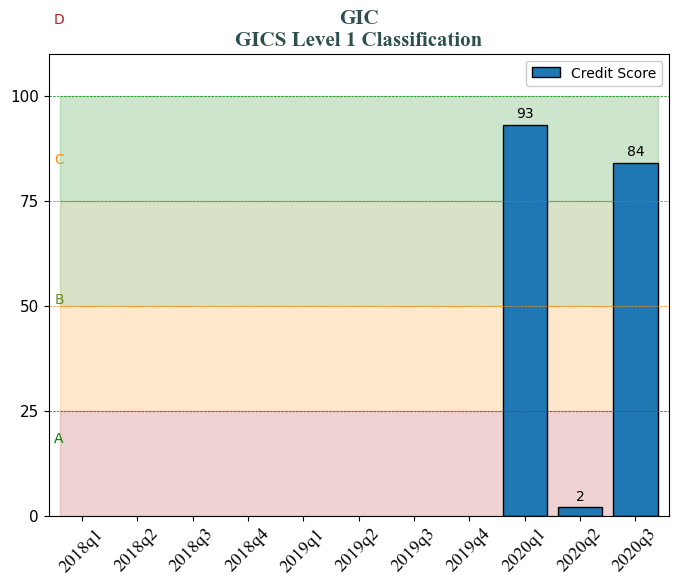 D
GIC
GICS Level 1 Classification
Credit Score
100
93
84
C
75
B
50
25
A
2
0
2018q1
2018q2
2018q3
2018q4
2019q1
2019q2
2019q3
2019q4
2020q1
2020q2
2020q3